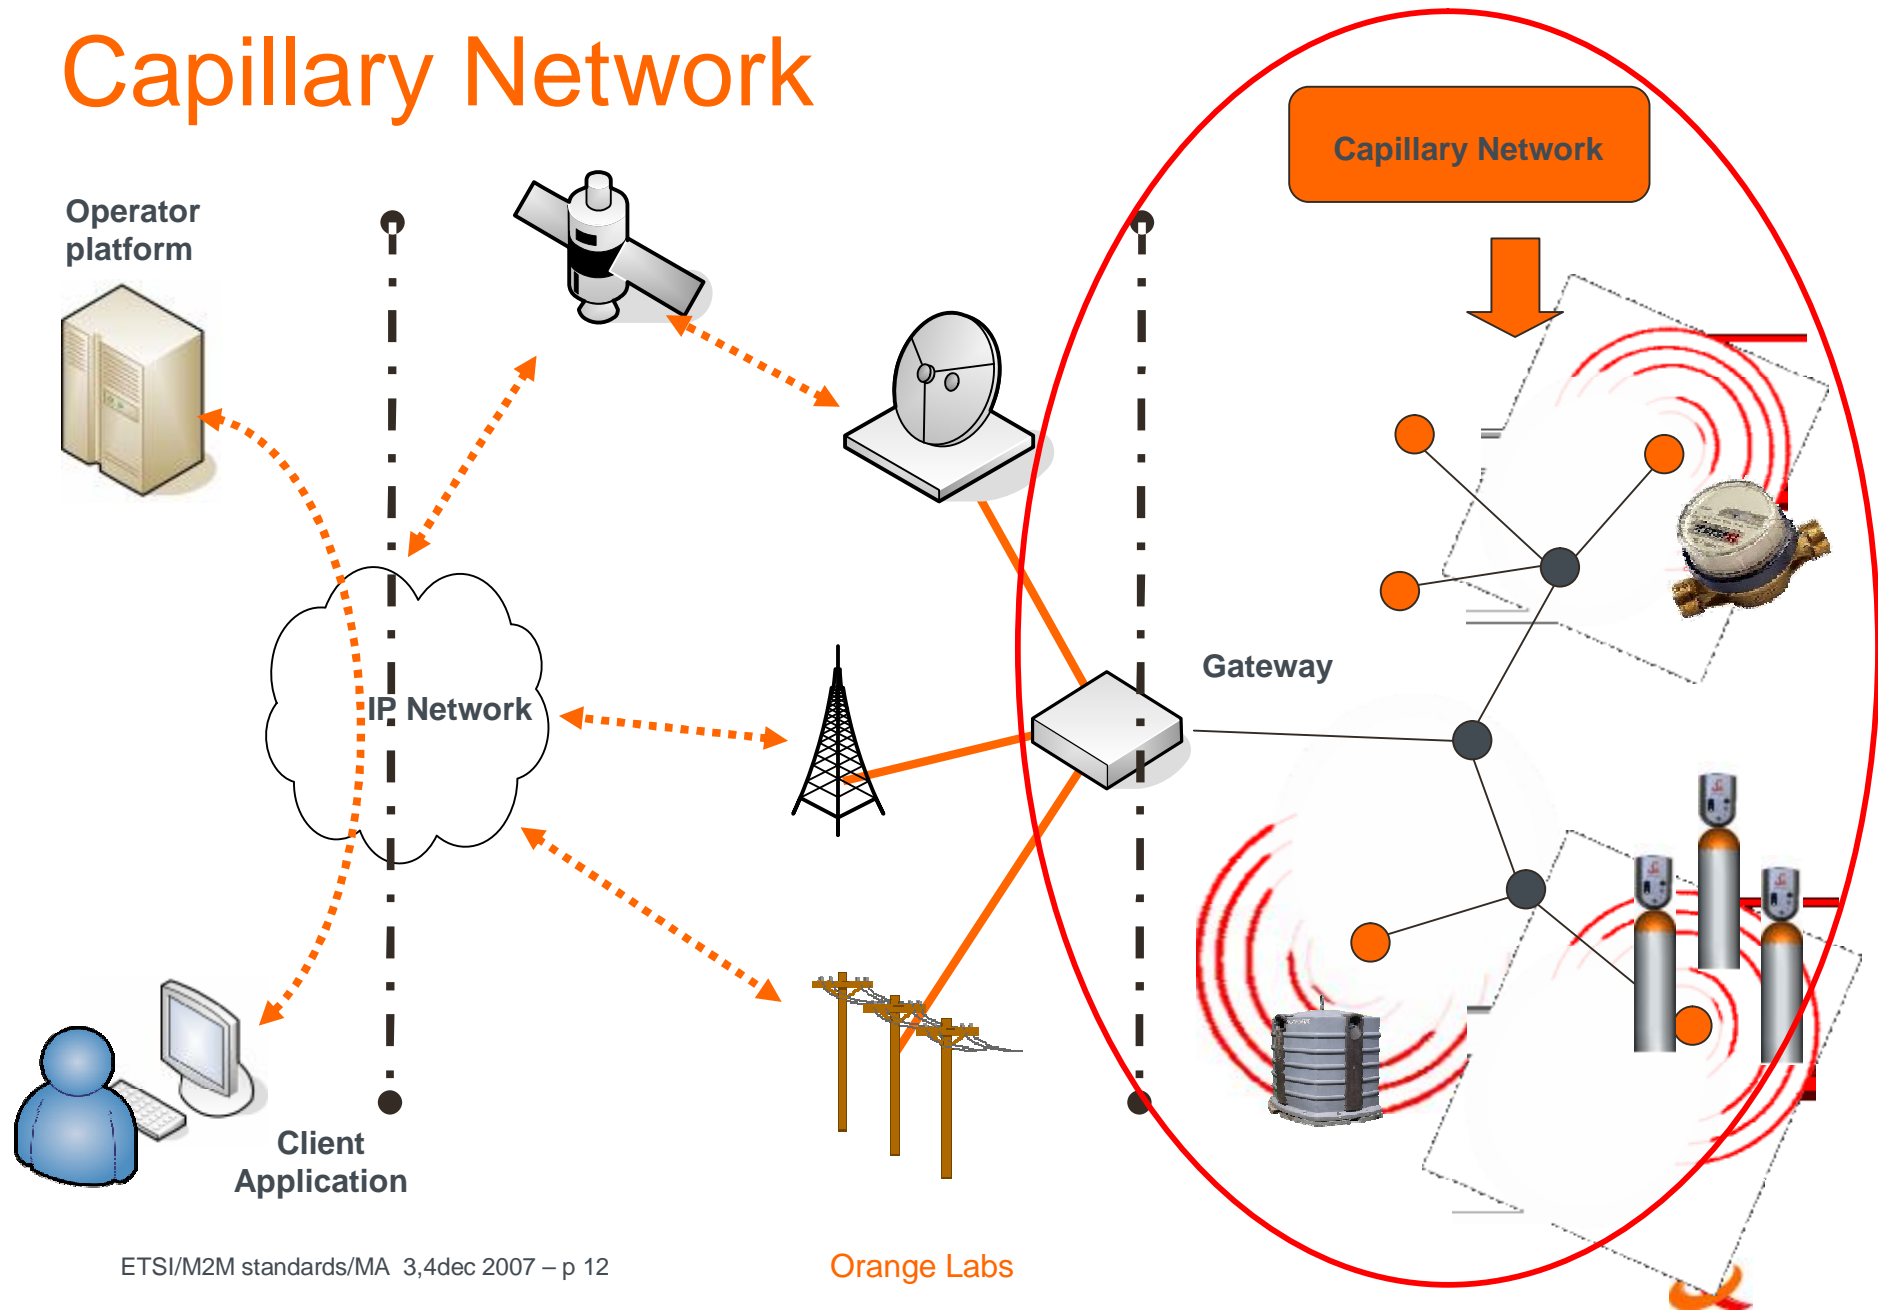 Capillary Network
Capillary Network
Operator
platform
IP Network
Gateway
Client
Application
ETSI/M2M standards/MA 3,4dec 2007 – p 12
Orange Labs